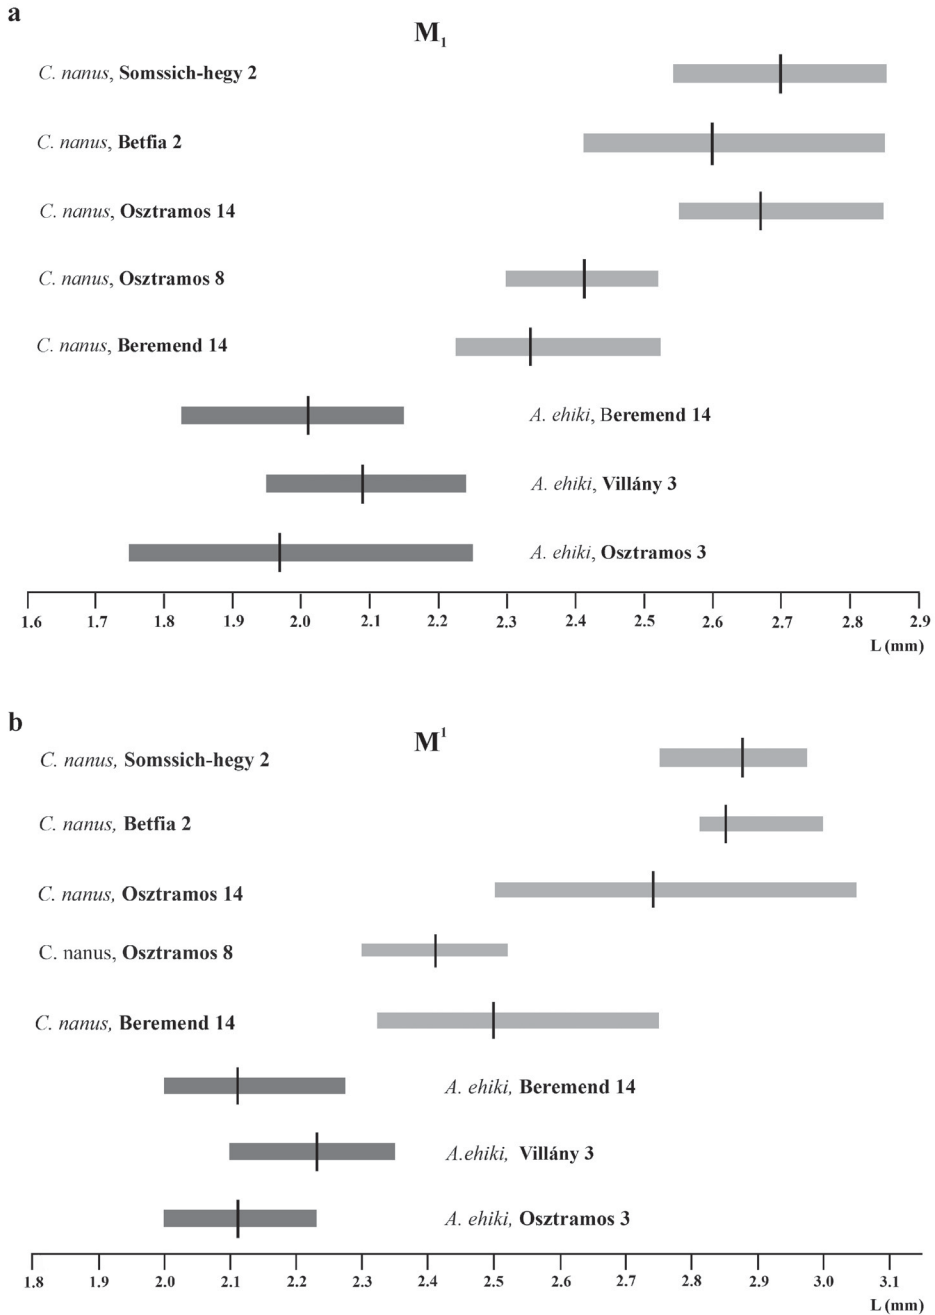 a
M₁
C. nanus, Somssich-hegy 2
C. nanus, Betfia 2
C. nanus, Osztramos 14
C. nanus, Osztramos 8
C. nanus, Beremend 14
A. ehiki, Beremend 14
A. ehiki, Villány 3
A. ehiki, Osztramos 3
1.6 1.7 1.8 1.9 2.0 2.1 2.2 2.3 2.4 2.5 2.6 2.7 2.8 2.9
L (mm)
b
M¹
C. nanus, Somssich-hegy 2
C. nanus, Betfia 2
C. nanus, Osztramos 14
C. nanus, Osztramos 8
C. nanus, Beremend 14
A. ehiki, Beremend 14
A.ehiki, Villány 3
A. ehiki, Osztramos 3
1.8 1.9 2.0 2.1 2.2 2.3 2.4 2.5 2.6 2.7 2.8 2.9 3.0 3.1
L (mm)